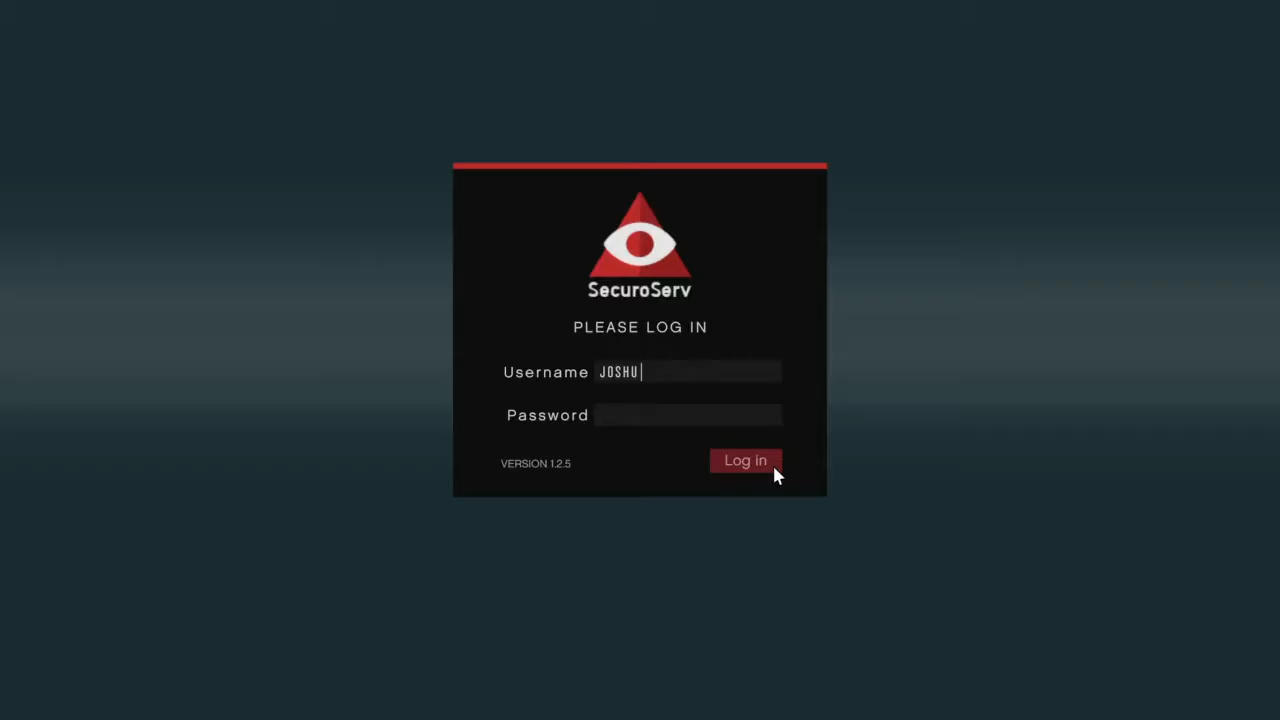 SecuroServ
PLEASE LOG IN
Username JOSHU
Password
VERSION 1.2.5 Log in